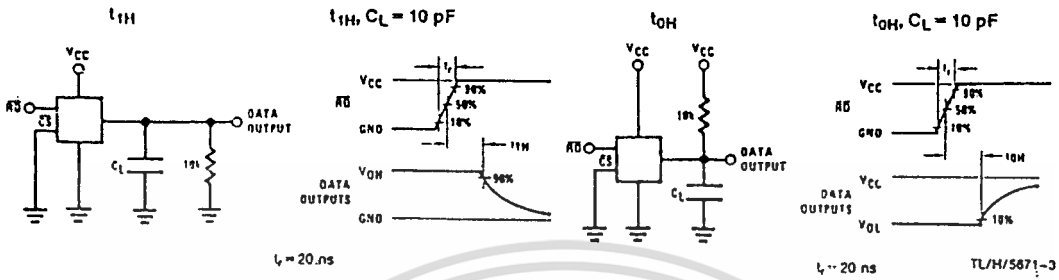 t1H
VCC
RD
CS
DATA OUTPUT
CL
10k
t1H, CL = 10 pF
VCC
RD
GND
tr
90%
50%
10%
t1H
VOH
DATA OUTPUTS
GND
90%
tr = 20 ns
t0H
VCC
VCC
10k
RD
CS
DATA OUTPUT
CL
t0H, CL = 10 pF
VCC
RD
GND
tr
90%
50%
10%
t0H
VCC
DATA OUTPUTS
VOL
10%
tr = 20 ns
TL/H/5671-3